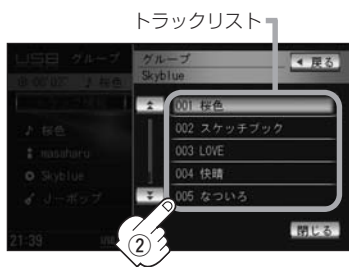 トラックリスト
USB グループ
グループ
Skyblue
◀ 戻る
桜色
001 桜色
002 スケッチブック
003 LOVE
004 快晴
005 なついろ
♪ 桜色
masaharu
Skyblue
J－ポップ
閉じる
21:39
②